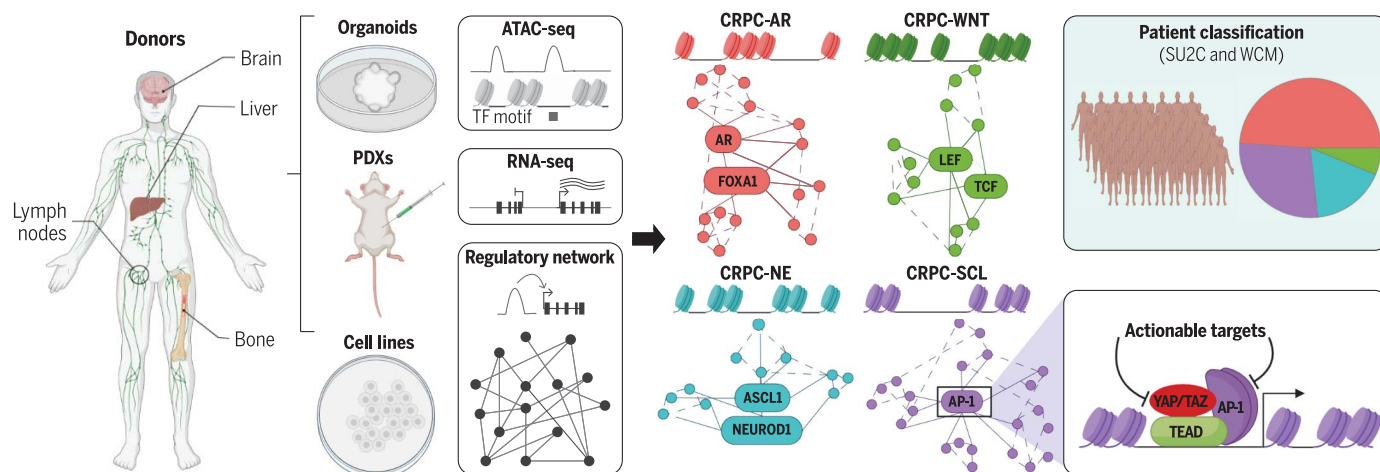 Donors
Brain
Liver
Lymph
nodes
Bone
Organoids
PDXs
Cell lines
ATAC-seq
TF motif
RNA-seq
Regulatory network
CRPC-AR
AR
FOXA1
CRPC-WNT
LEF
TCF
CRPC-NE
ASCL1
NEUROD1
CRPC-SCL
AP-1
Patient classification
(SU2C and WCM)
Actionable targets
YAP/TAZ
AP-1
TEAD